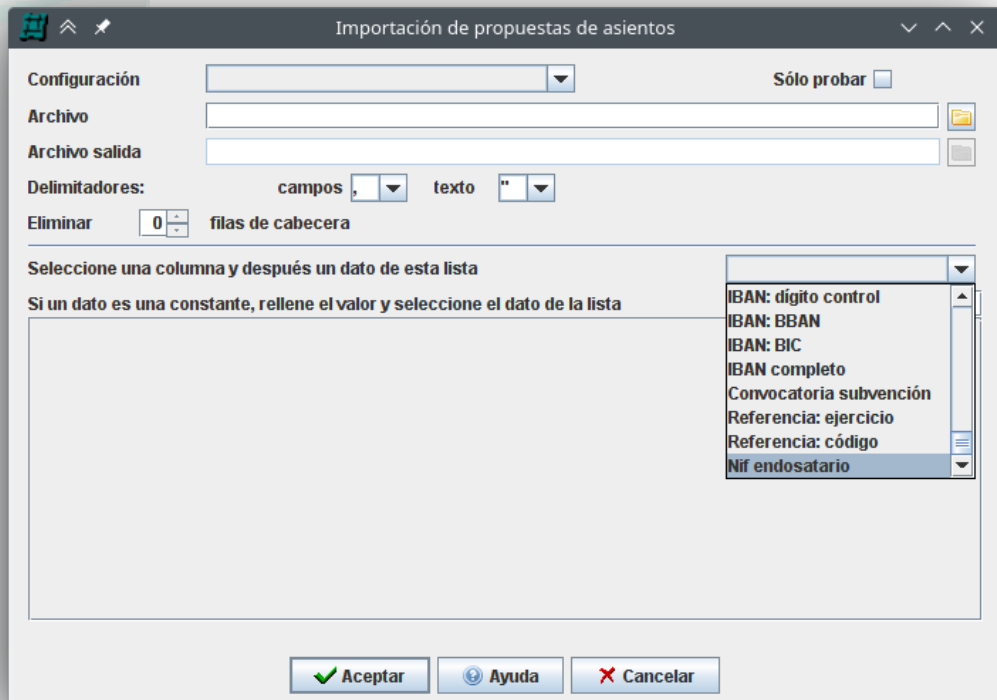 Importación de propuestas de asientos
Configuración
Sólo probar
Archivo
Archivo salida
Delimitadores: campos , texto "
Eliminar 0 filas de cabecera
Seleccione una columna y después un dato de esta lista
Si un dato es una constante, rellene el valor y seleccione el dato de la lista
IBAN: dígito control
IBAN: BBAN
IBAN: BIC
IBAN completo
Convocatoria subvención
Referencia: ejercicio
Referencia: código
Nif endosatario
Aceptar Ayuda Cancelar